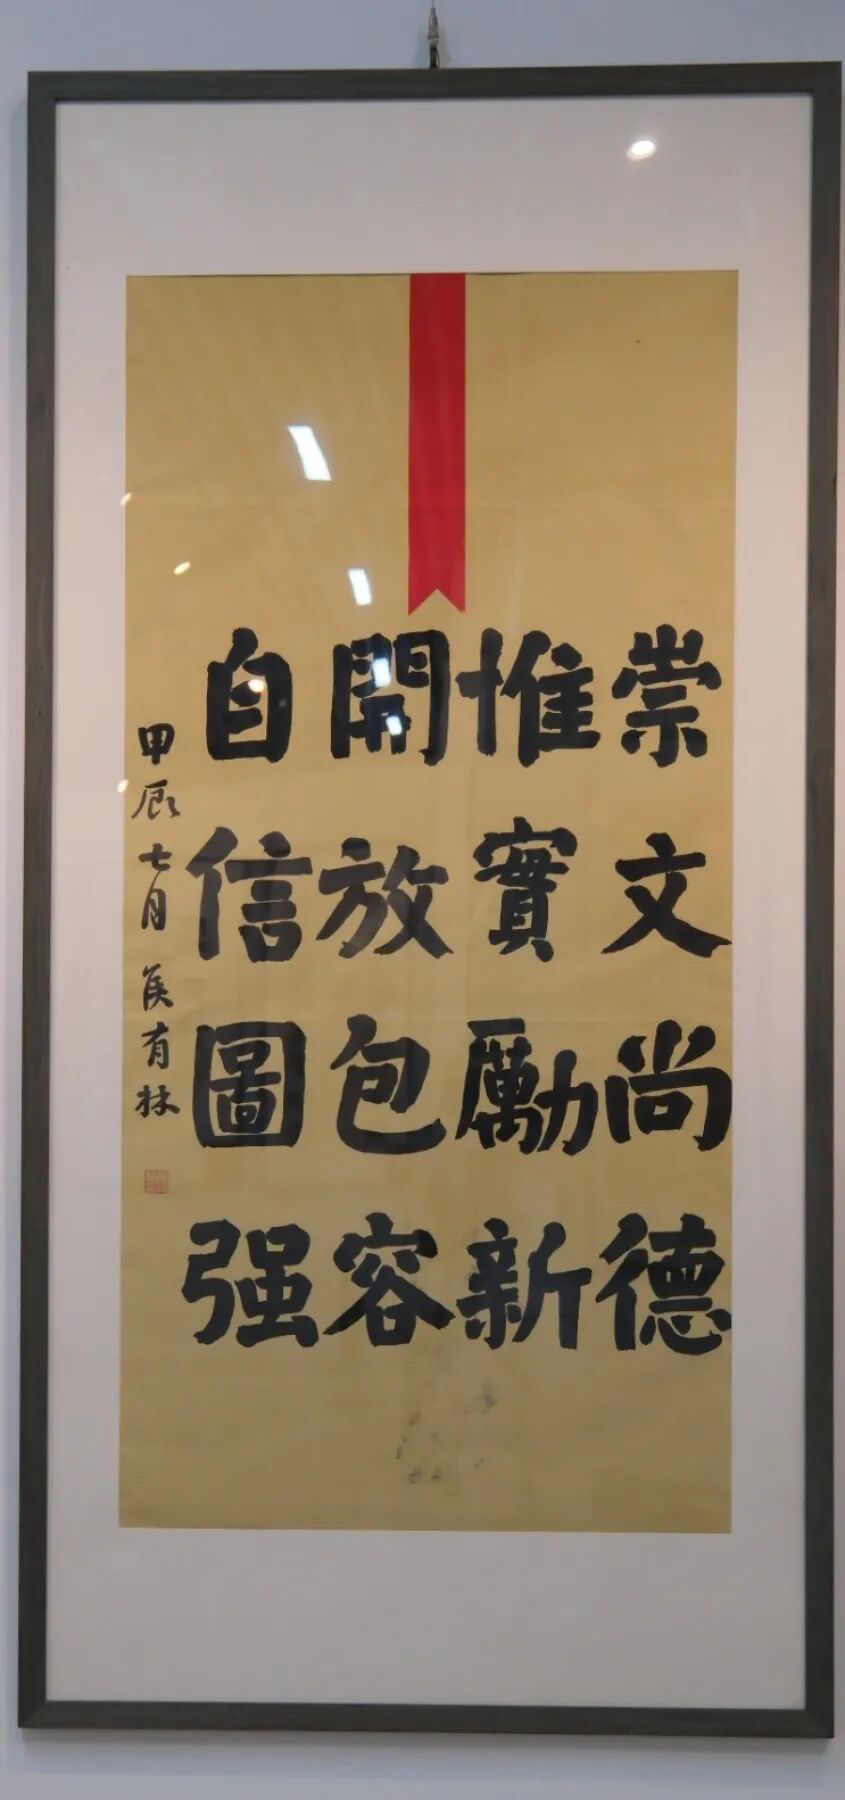 崇文尚德
惟實勵新
開放包容
自信圖强
甲辰七月侯有林